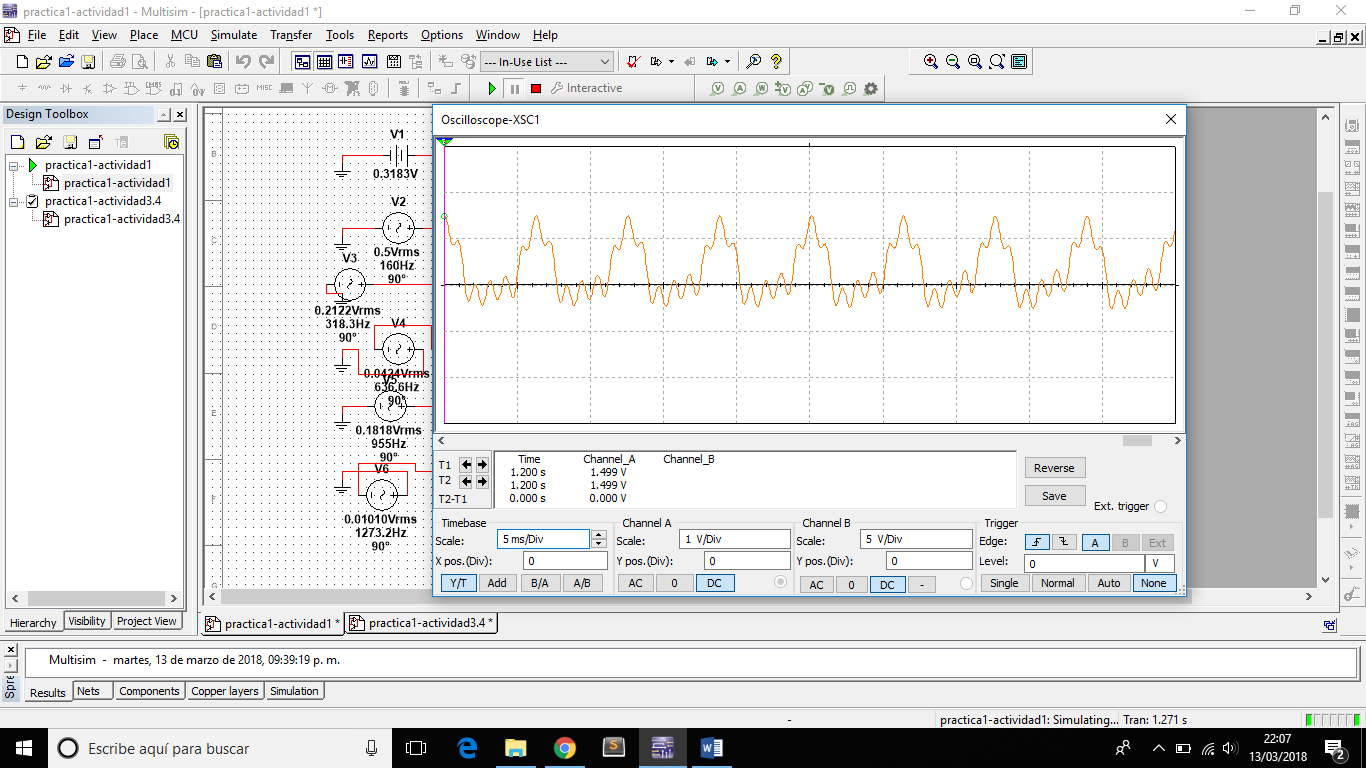 practica1-actividad1 - Multisim - [practica1-actividad1 *]
File Edit View Place MCU Simulate Transfer Tools Reports Options Window Help
--- In-Use List ---
Interactive
Design Toolbox
practica1-actividad1
practica1-actividad1
practica1-actividad3.4
practica1-actividad3.4
Hierarchy Visibility Project View
V1
0.3183V
V2
0.5Vrms
160Hz
90°
V3
0.2122Vrms
318.3Hz
90°
V4
0.0424Vrms
636.6Hz
90°
V5
0.1818Vrms
955Hz
90°
V6
0.01010Vrms
1273.2Hz
90°
B
C
D
E
F
G
Oscilloscope-XSC1
Time Channel_A Channel_B
T1 1.200 s 1.499 V
T2 1.200 s 1.499 V
T2-T1 0.000 s 0.000 V
Reverse
Save
Ext. trigger
Timebase
Scale: 5 ms/Div
X pos.(Div): 0
Y/T Add B/A A/B
Channel A
Scale: 1 V/Div
Y pos.(Div): 0
AC 0 DC
Channel B
Scale: 5 V/Div
Y pos.(Div): 0
AC 0 DC -
Trigger
Edge: A B Ext
Level: 0 V
Single Normal Auto None
practica1-actividad1 * practica1-actividad3.4 *
Spre
Multisim - martes, 13 de marzo de 2018, 09:39:19 p. m.
Results Nets Components Copper layers Simulation
- practica1-actividad1: Simulating... Tran: 1.271 s
Escribe aquí para buscar
22:07
13/03/2018
2